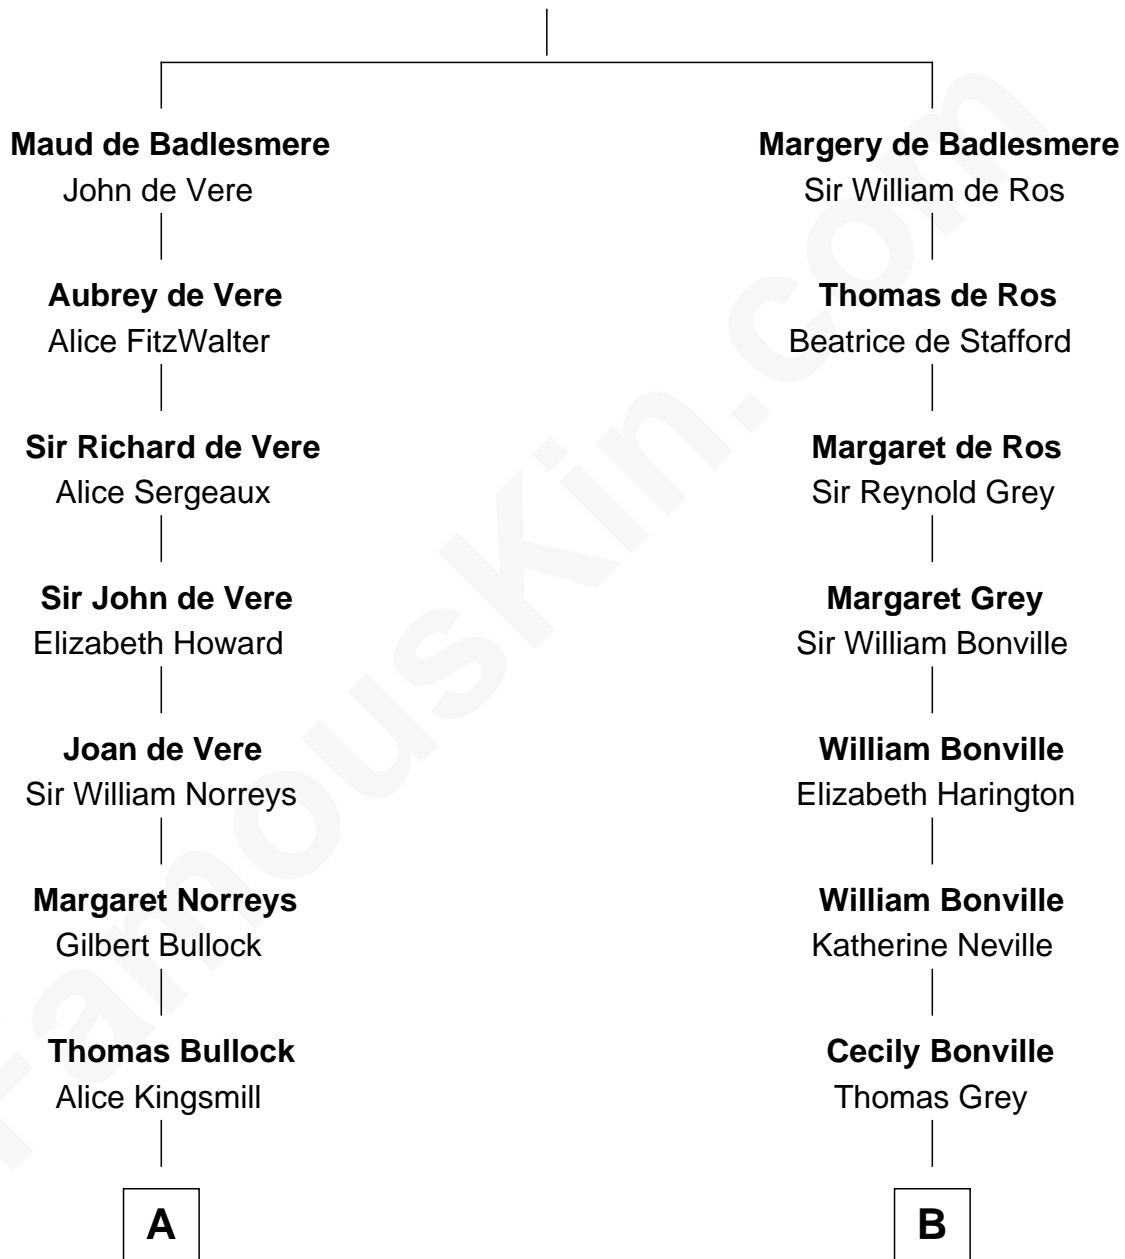 Maud de Badlesmere
John de Vere
Margery de Badlesmere
Sir William de Ros
Aubrey de Vere
Alice FitzWalter
Thomas de Ros
Beatrice de Stafford
Sir Richard de Vere
Alice Sergeaux
Margaret de Ros
Sir Reynold Grey
Sir John de Vere
Elizabeth Howard
Margaret Grey
Sir William Bonville
Joan de Vere
Sir William Norreys
William Bonville
Elizabeth Harington
Margaret Norreys
Gilbert Bullock
William Bonville
Katherine Neville
Thomas Bullock
Alice Kingsmill
Cecily Bonville
Thomas Grey
A
B
FamousKin.com